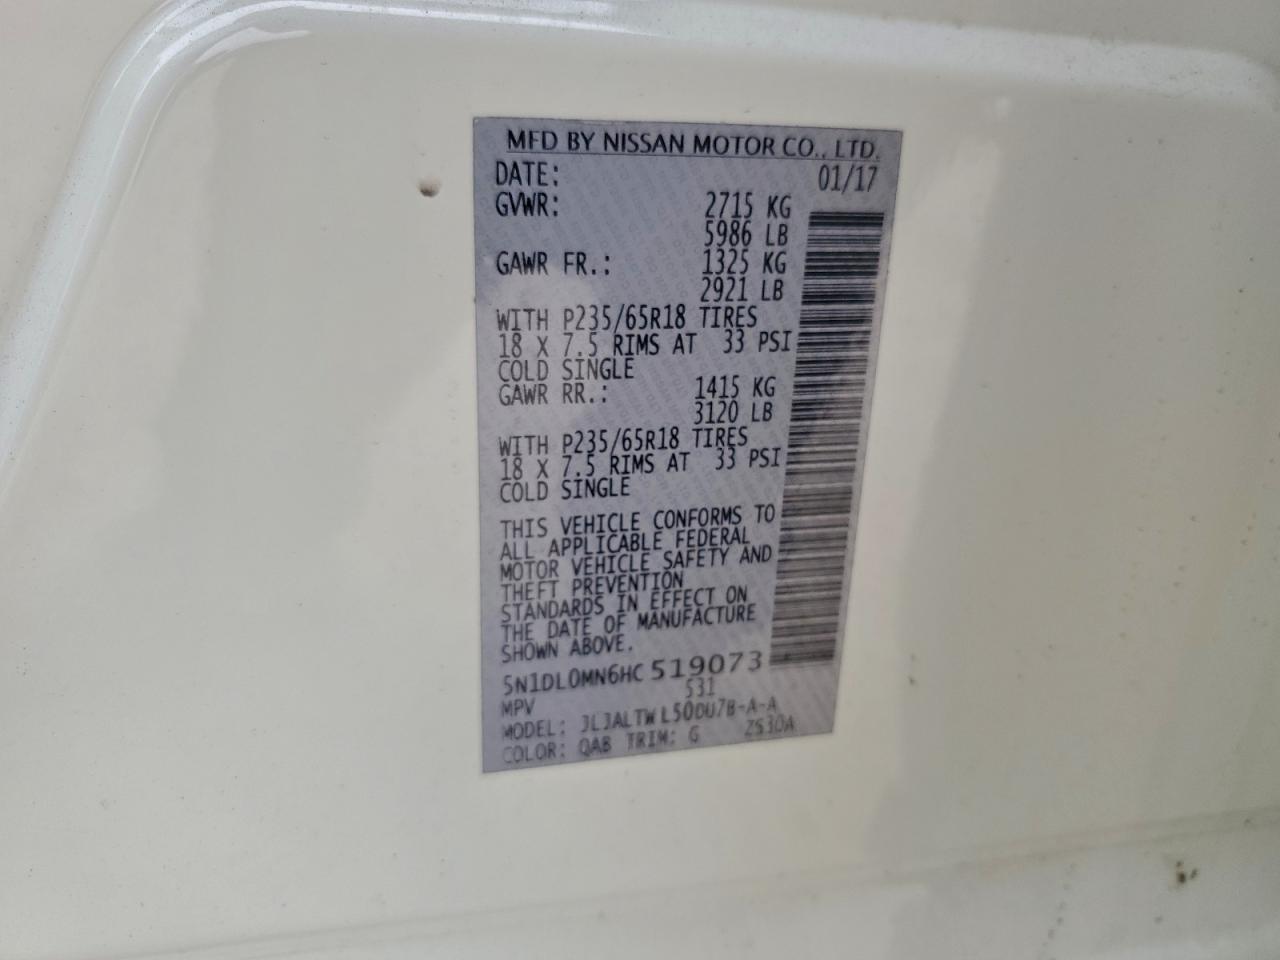 MFD BY NISSAN MOTOR CO., LTD.
DATE: 01/17
GVWR: 2715 KG
5986 LB
GAWR FR.: 1325 KG
2921 LB
WITH P235/65R18 TIRES
18 X 7.5 RIMS AT 33 PSI
COLD SINGLE
GAWR RR.: 1415 KG
3120 LB
WITH P235/65R18 TIRES
18 X 7.5 RIMS AT 33 PSI
COLD SINGLE
THIS VEHICLE CONFORMS TO
ALL APPLICABLE FEDERAL
MOTOR VEHICLE SAFETY AND
THEFT PREVENTION
STANDARDS IN EFFECT ON
THE DATE OF MANUFACTURE
SHOWN ABOVE.
5N1DL0MN6HC 519073
MPV 531
MODEL:
COLOR: QAB TRIM: G